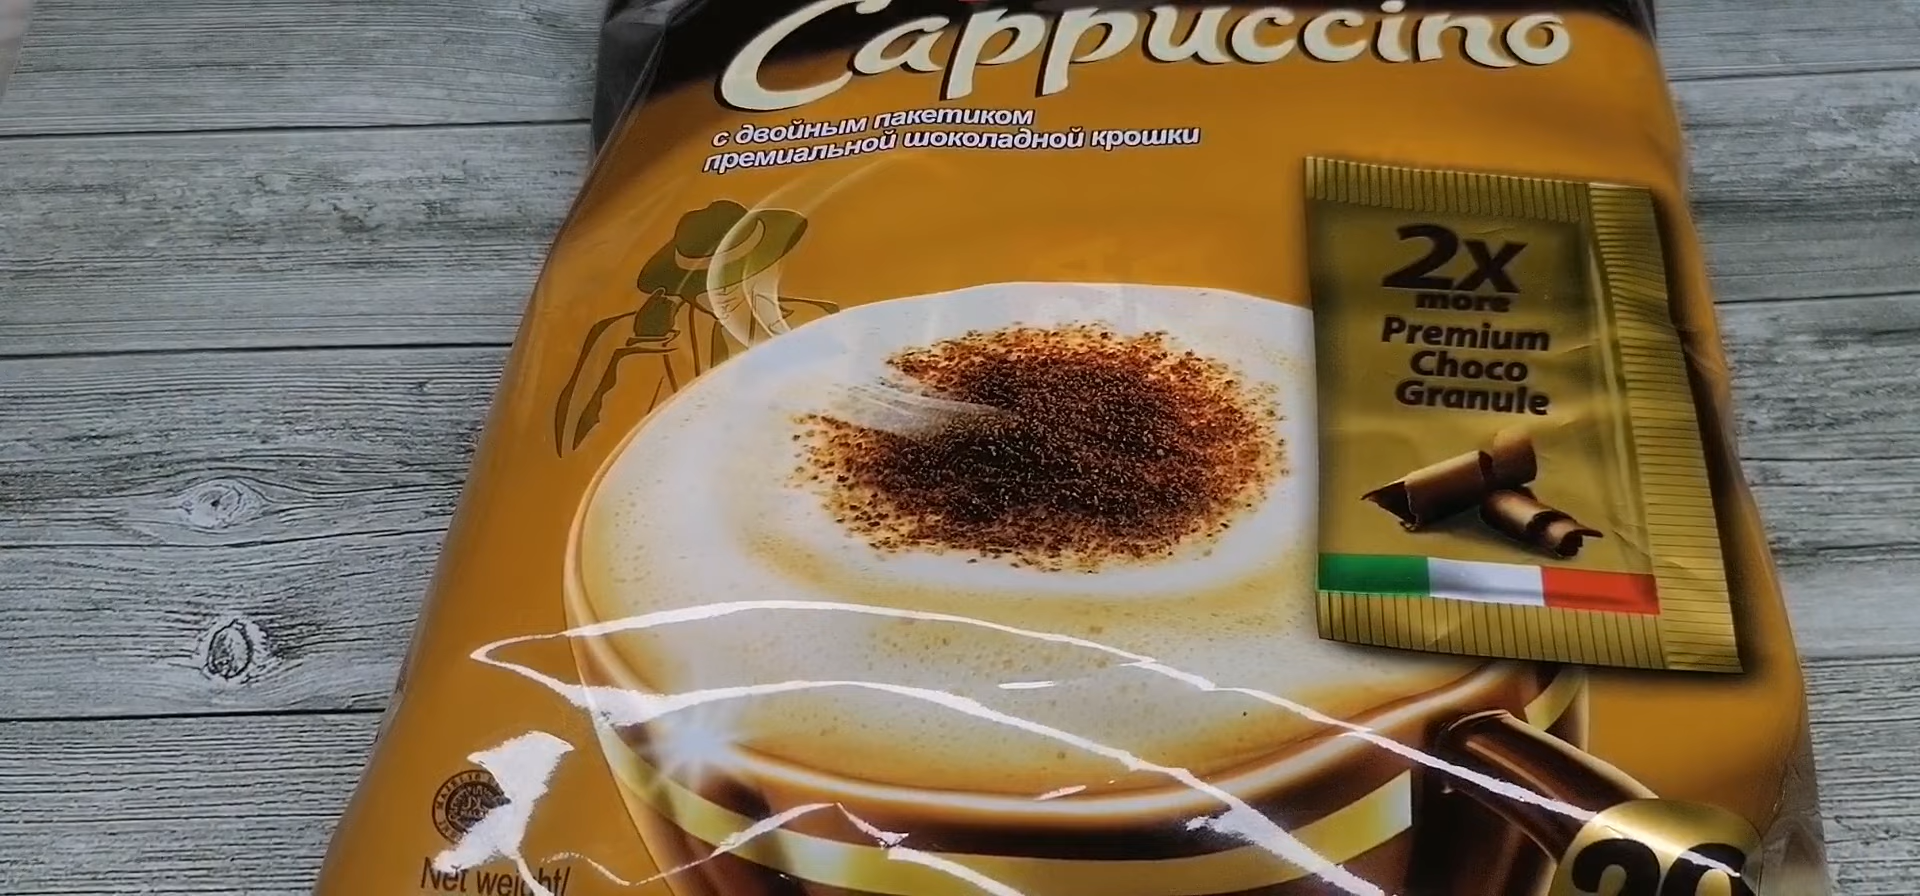 Cappuccino
с двойным пакетиком
премиальной шоколадной крошки
2x
more
Premium
Choco
Granule
Net weight/